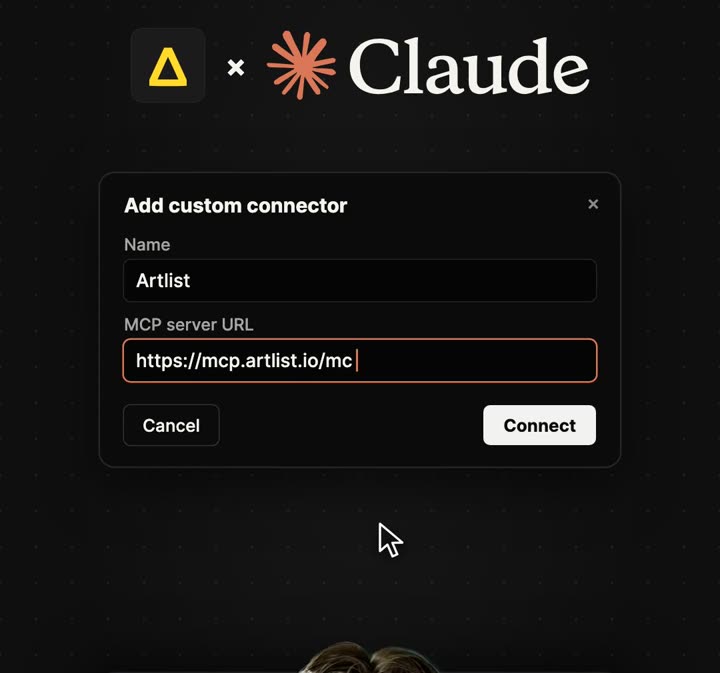 × Claude
Add custom connector ×
Name
Artlist
MCP server URL
https://mcp.artlist.io/mc
Cancel
Connect